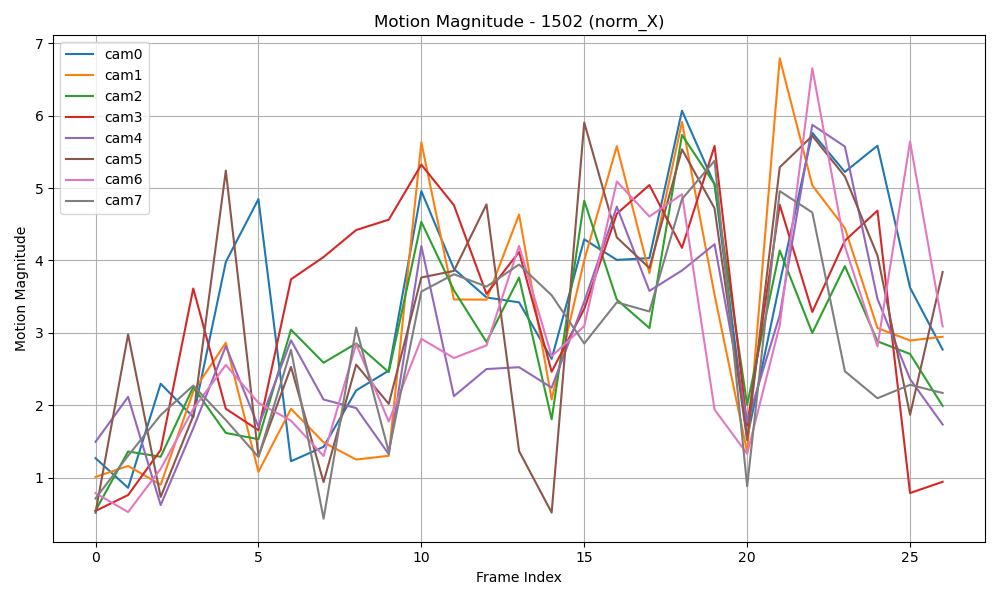 Motion Magnitude - 1502 (norm_X)
7
6
5
4
3
2
1
Motion Magnitude
cam0
cam1
cam2
cam3
cam4
cam5
cam6
cam7
0 5 10 15 20 25
Frame Index